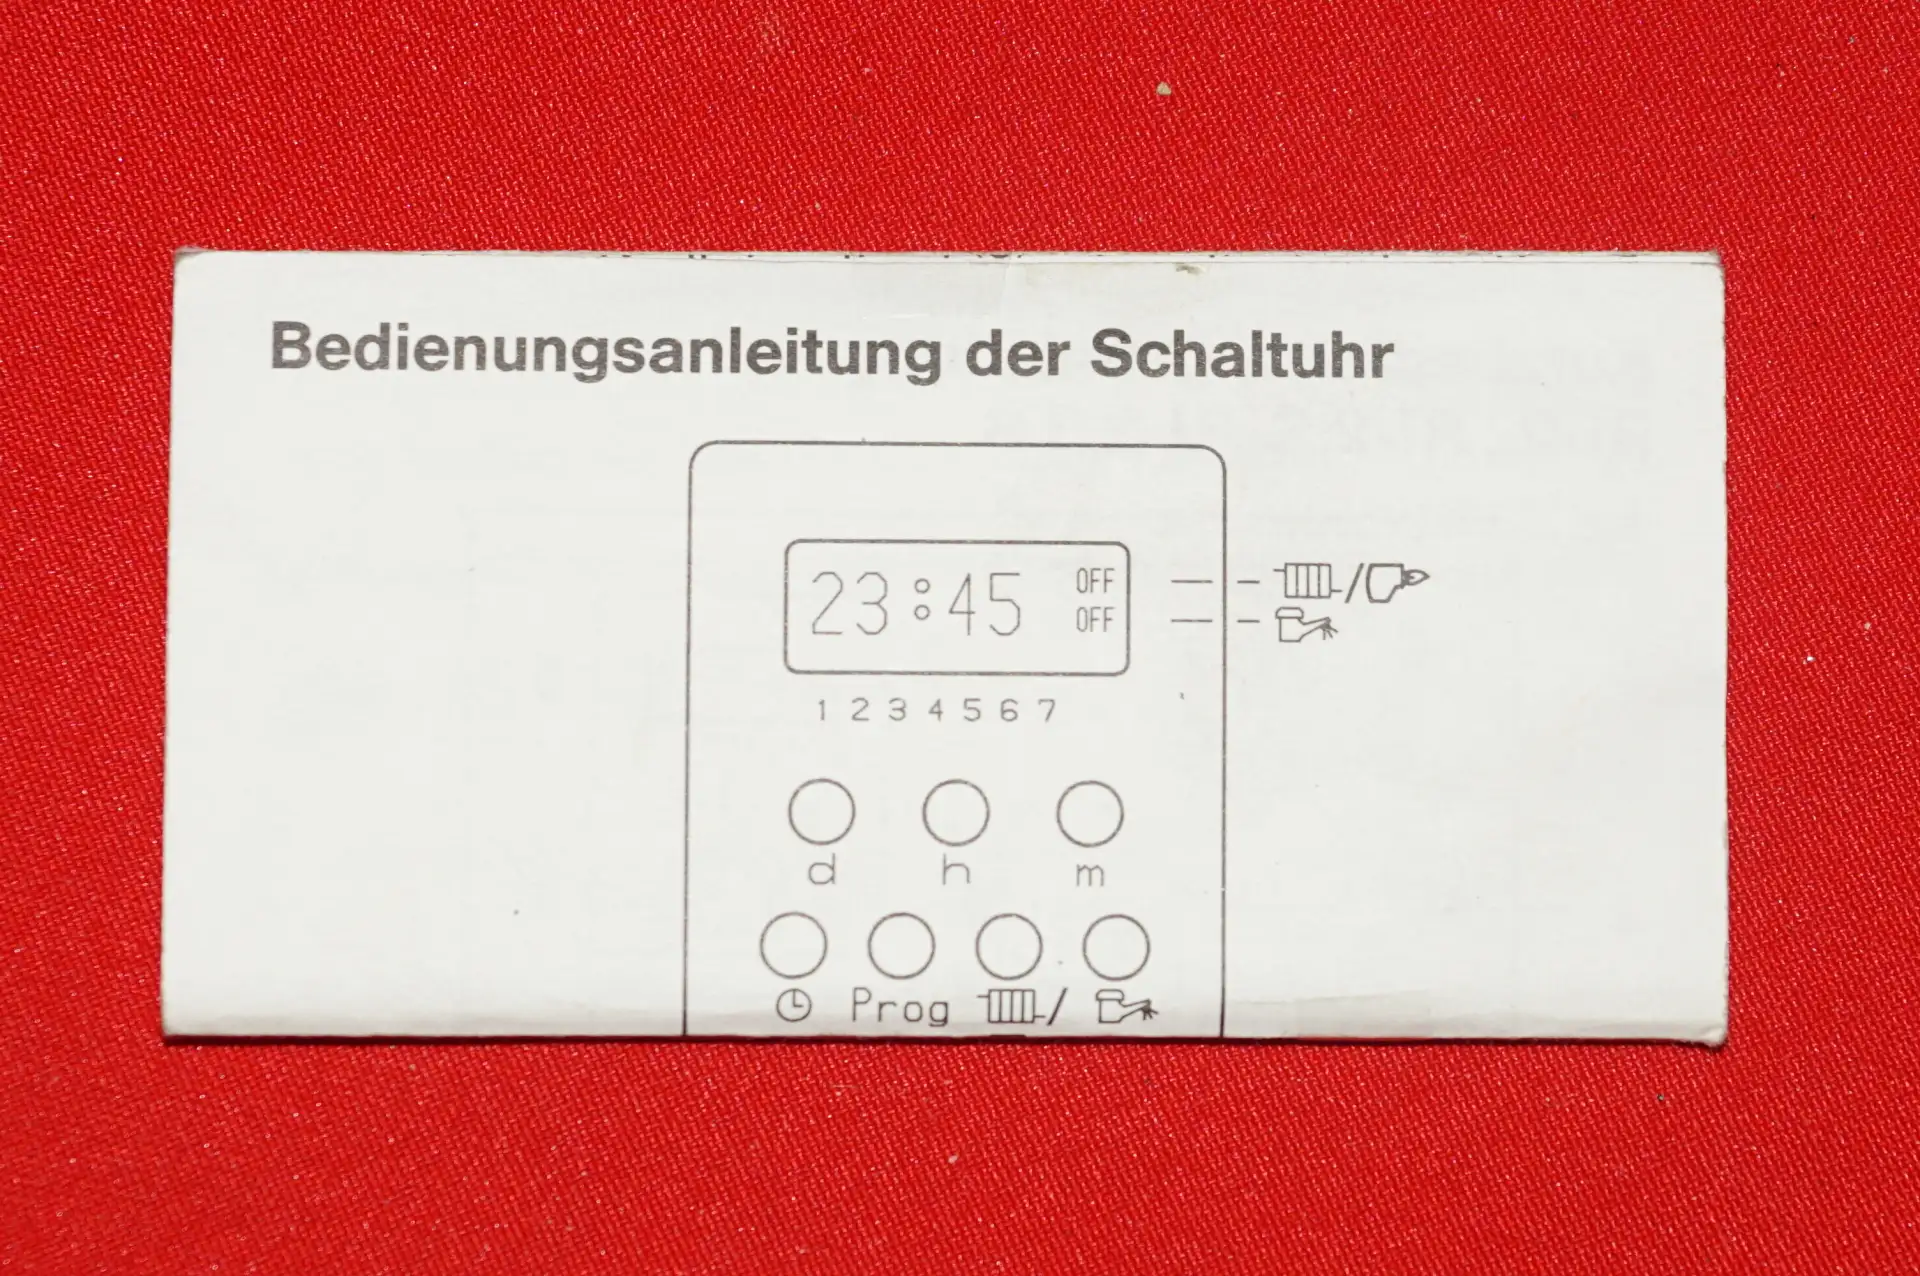 Bedienungsanleitung der Schaltuhr
23:45 OFF
OFF
1 2 3 4 5 6 7
d h m
Prog /